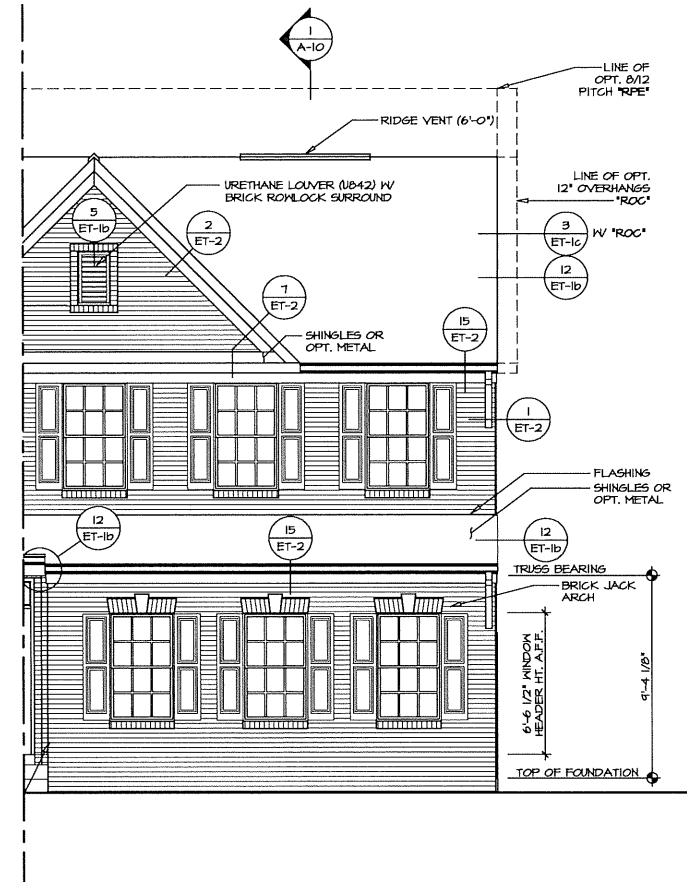 1
A-10
LINE OF
OPT. 8/12
PITCH "RPE"
RIDGE VENT (6'-0")
URETHANE LOUVER (U842) W/
BRICK ROWLOCK SURROUND
LINE OF OPT.
12" OVERHANGS
"ROC"
5
ET-1b
2
ET-2
3
ET-1c
W/ "ROC"
12
ET-1b
7
ET-2
SHINGLES OR
OPT. METAL
15
ET-2
1
ET-2
FLASHING
SHINGLES OR
OPT. METAL
12
ET-1b
15
ET-2
12
ET-1b
TRUSS BEARING
BRICK JACK
ARCH
6'-6 1/2" WINDOW
HEADER HT. A.F.F.
9'-4 1/8"
TOP OF FOUNDATION